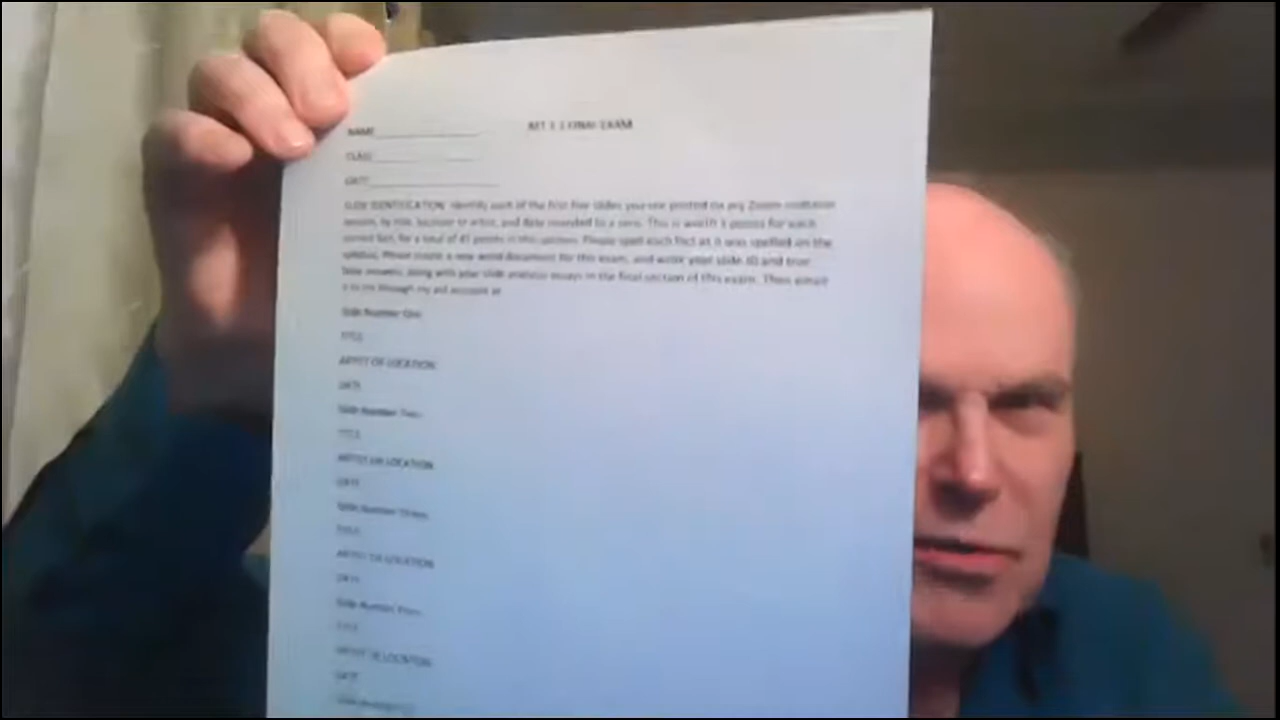 NAME
ART 1.1 FINAL EXAM
CLASS
DATE
SLIDE IDENTIFICATION: Identify each of the first five slides you see printed on any Zoom
session, by title, location or artist, and date rounded to a zero. This is worth 3 points for each
correct fact, for a total of 45 points in this section. Please spell each fact as it was spelled on the
syllabus. Please create a new word document for this exam, and write your slide ID and true
false answers, along with your slide analysis essays in the final section of this exam. Then email
it to me through my account at
Slide Number One
TITLE
ARTIST OR LOCATION
DATE
Slide Number Two
TITLE
ARTIST OR LOCATION
DATE
Slide Number Three
TITLE
ARTIST OR LOCATION
DATE
Slide Number Four
TITLE
ARTIST OR LOCATION
DATE